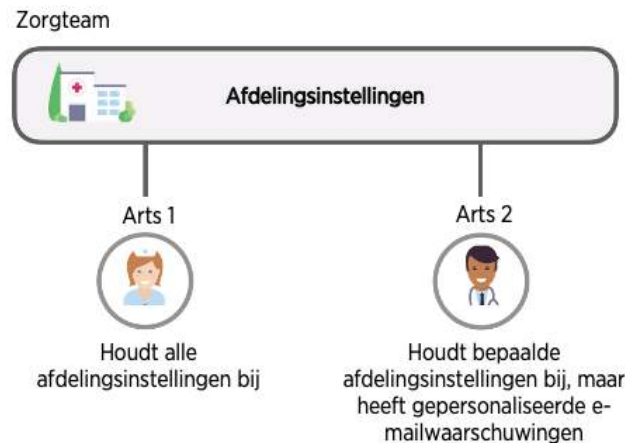 Zorgteam
Afdelingsinstellingen
Arts 1
Arts 2
Houdt alle
afdelingsinstellingen bij
Houdt bepaalde
afdelingsinstellingen bij, maar
heeft gepersonaliseerde e-
mailwaarschuwingen